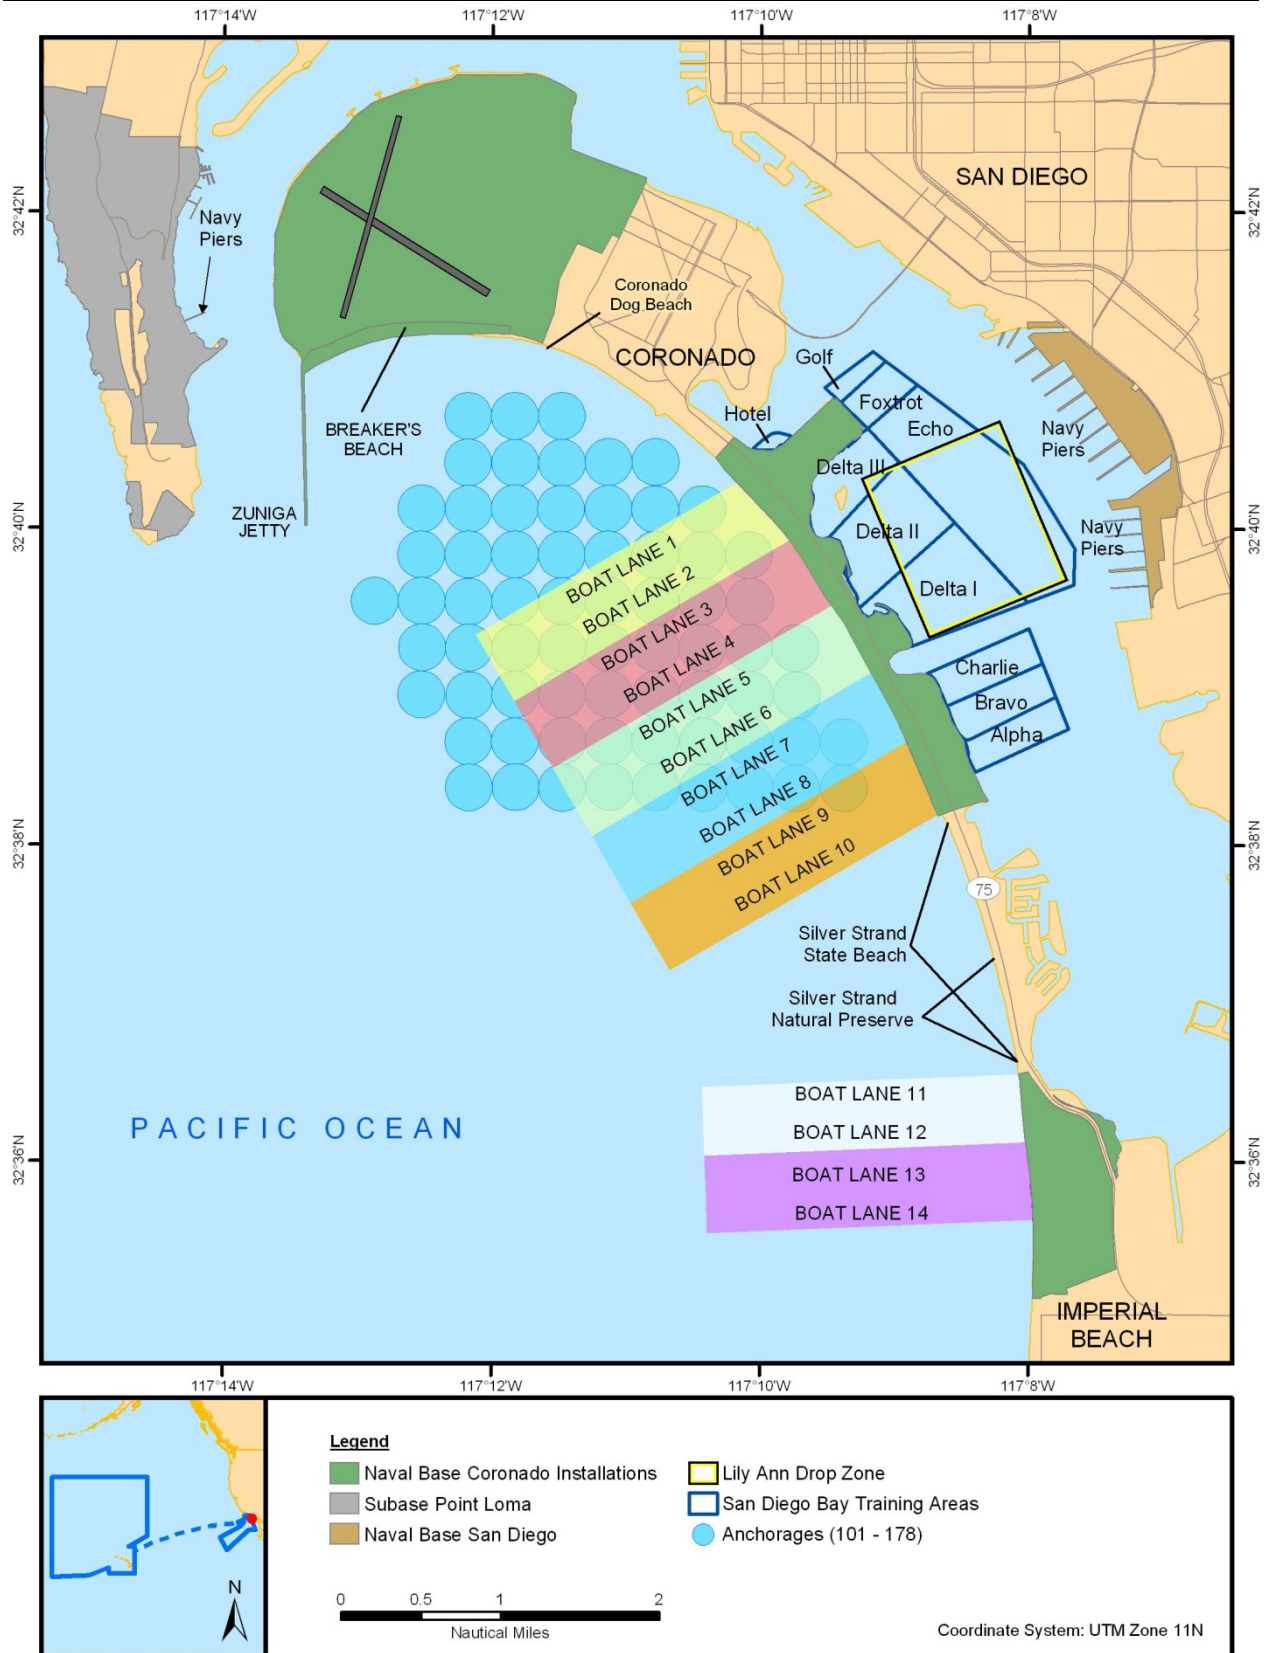 117°14'W
117°12'W
117°10'W
117°8'W
SAN DIEGO
32°42'N
32°42'N
Navy
Piers
Coronado
Dog Beach
CORONADO
Golf
Foxtrot
Hotel
Echo
BREAKER'S
BEACH
Navy
Piers
Delta III
ZUNIGA
JETTY
32°40'N
32°40'N
Delta II
Navy
Piers
BOAT LANE 1
BOAT LANE 2
Delta I
BOAT LANE 3
BOAT LANE 4
Charlie
BOAT LANE 5
Bravo
BOAT LANE 6
Alpha
BOAT LANE 7
BOAT LANE 8
32°38'N
32°38'N
BOAT LANE 9
BOAT LANE 10
75
Silver Strand
State Beach
Silver Strand
Natural Preserve
BOAT LANE 11
PACIFIC OCEAN
BOAT LANE 12
32°36'N
32°36'N
BOAT LANE 13
BOAT LANE 14
IMPERIAL
BEACH
117°14'W
117°12'W
117°10'W
117°8'W
N
Legend
Naval Base Coronado Installations
Subase Point Loma
Naval Base San Diego
Lily Ann Drop Zone
San Diego Bay Training Areas
Anchorages (101 - 178)
0 0.5 1 2
Nautical Miles
Coordinate System: UTM Zone 11N